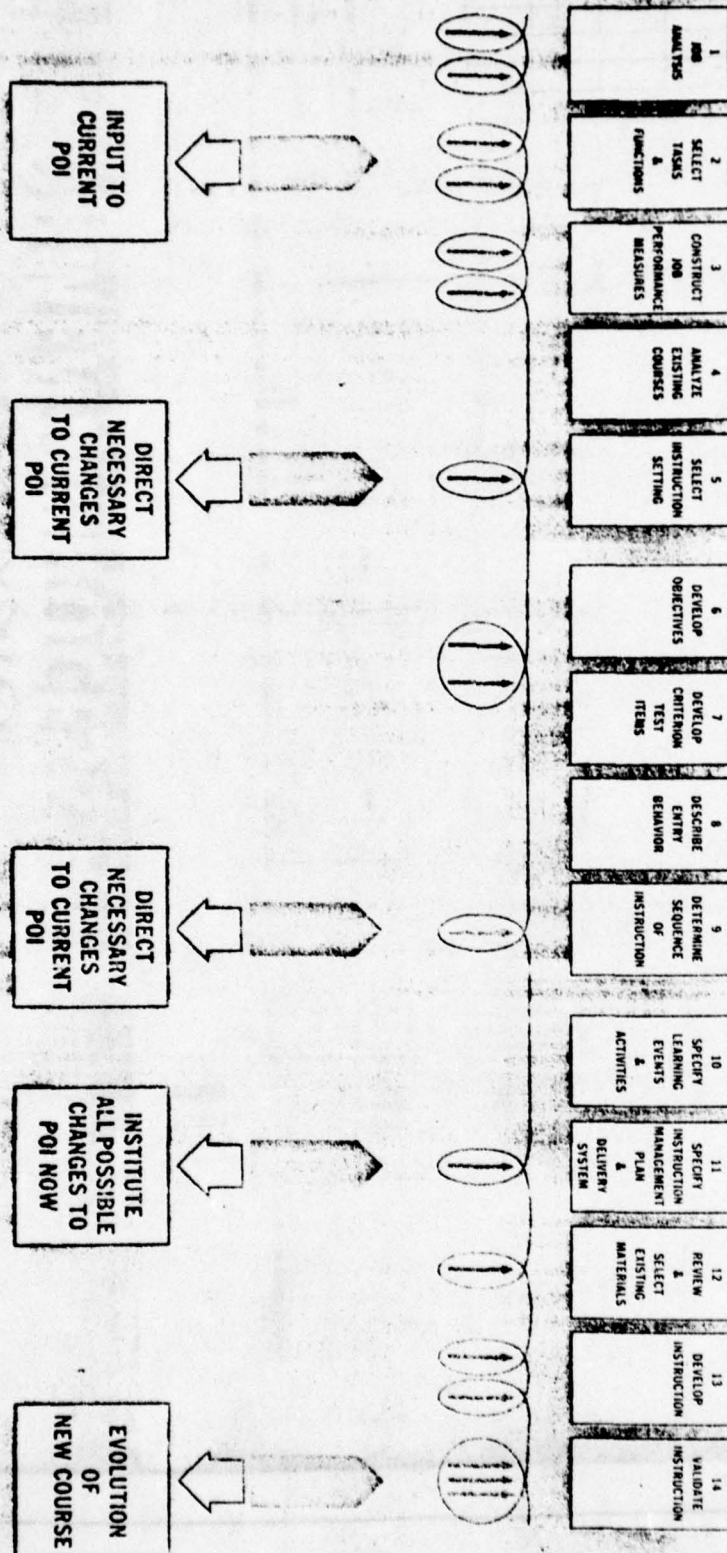 1
JOB
ANALYSIS
2
SELECT
TASKS
&
FUNCTIONS
3
CONSTRUCT
JOB
PERFORMANCE
MEASURES
4
ANALYZE
EXISTING
COURSES
5
SELECT
INSTRUCTION
SETTING
6
DEVELOP
OBJECTIVES
7
DEVELOP
CRITERION
TEST
ITEMS
8
DESCRIBE
ENTRY
BEHAVIOR
9
DETERMINE
SEQUENCE
OF
INSTRUCTION
10
SPECIFY
LEARNING
EVENTS
&
ACTIVITIES
11
SPECIFY
INSTRUCTION
MANAGEMENT
PLAN
&
DELIVERY
SYSTEM
12
REVIEW
&
SELECT
EXISTING
MATERIALS
13
DEVELOP
INSTRUCTION
14
VALIDATE
INSTRUCTION
INPUT TO
CURRENT
POI
DIRECT
NECESSARY
CHANGES
TO CURRENT
POI
DIRECT
NECESSARY
CHANGES
TO CURRENT
POI
INSTITUTE
ALL POSSIBLE
CHANGES TO
POI NOW
EVOLUTION
OF
NEW COURSE